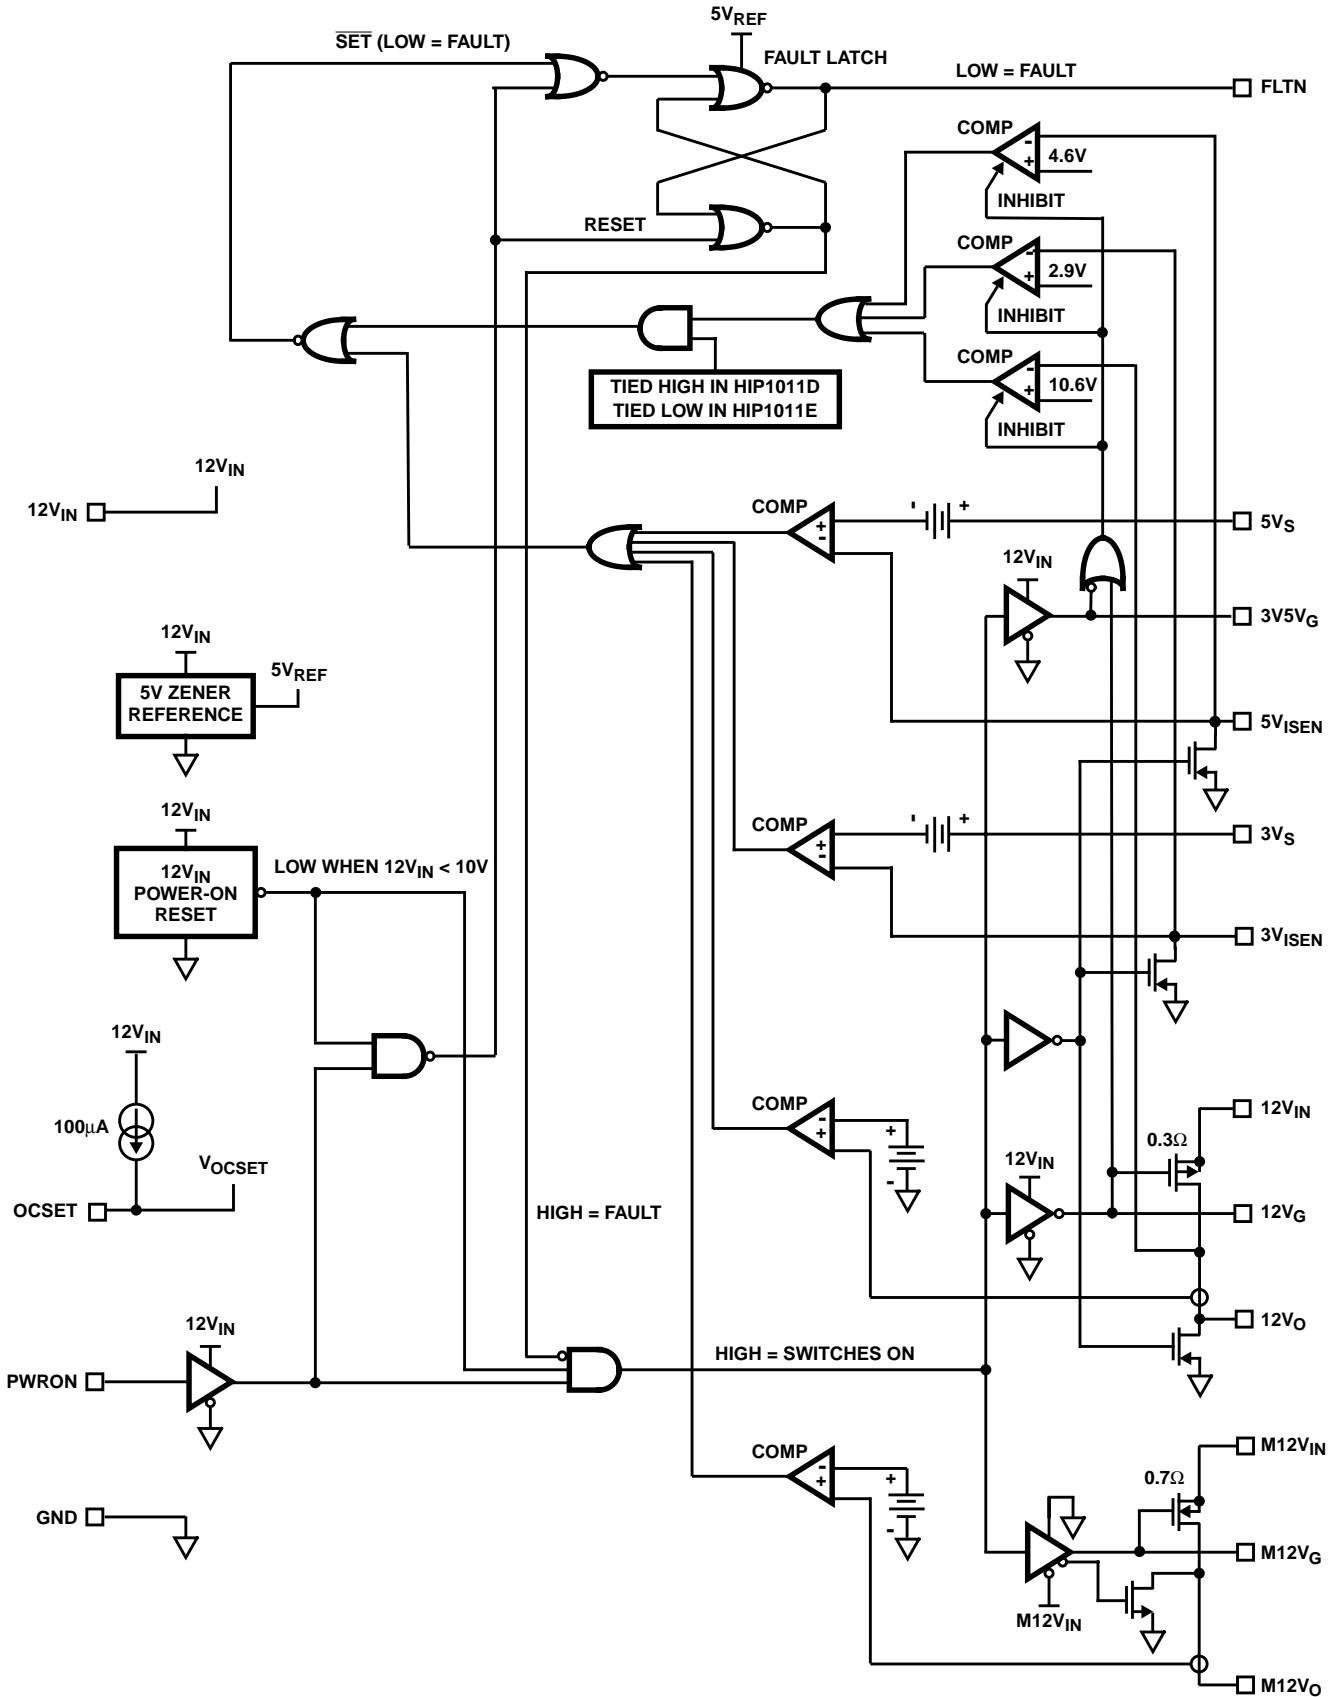 5VREF
SET (LOW = FAULT)
FAULT LATCH
LOW = FAULT
FLTN
COMP
-
+
4.6V
INHIBIT
RESET
COMP
-
+
2.9V
INHIBIT
COMP
-
+
10.6V
INHIBIT
TIED HIGH IN HIP1011D
TIED LOW IN HIP1011E
12VIN
12VIN
COMP
+
-
- +
5VS
12VIN
3V5VG
12VIN
5VREF
5V ZENER
REFERENCE
5VISEN
12VIN
COMP
+
-
- +
3VS
LOW WHEN 12VIN < 10V
12VIN
POWER-ON
RESET
3VISEN
12VIN
100μA
VOCSET
OCSET
COMP
-
+
+
-
12VIN
0.3Ω
12VIN
12VG
HIGH = FAULT
12VO
12VIN
PWRON
HIGH = SWITCHES ON
COMP
-
+
+
-
M12VIN
0.7Ω
GND
M12VG
M12VIN
M12VO